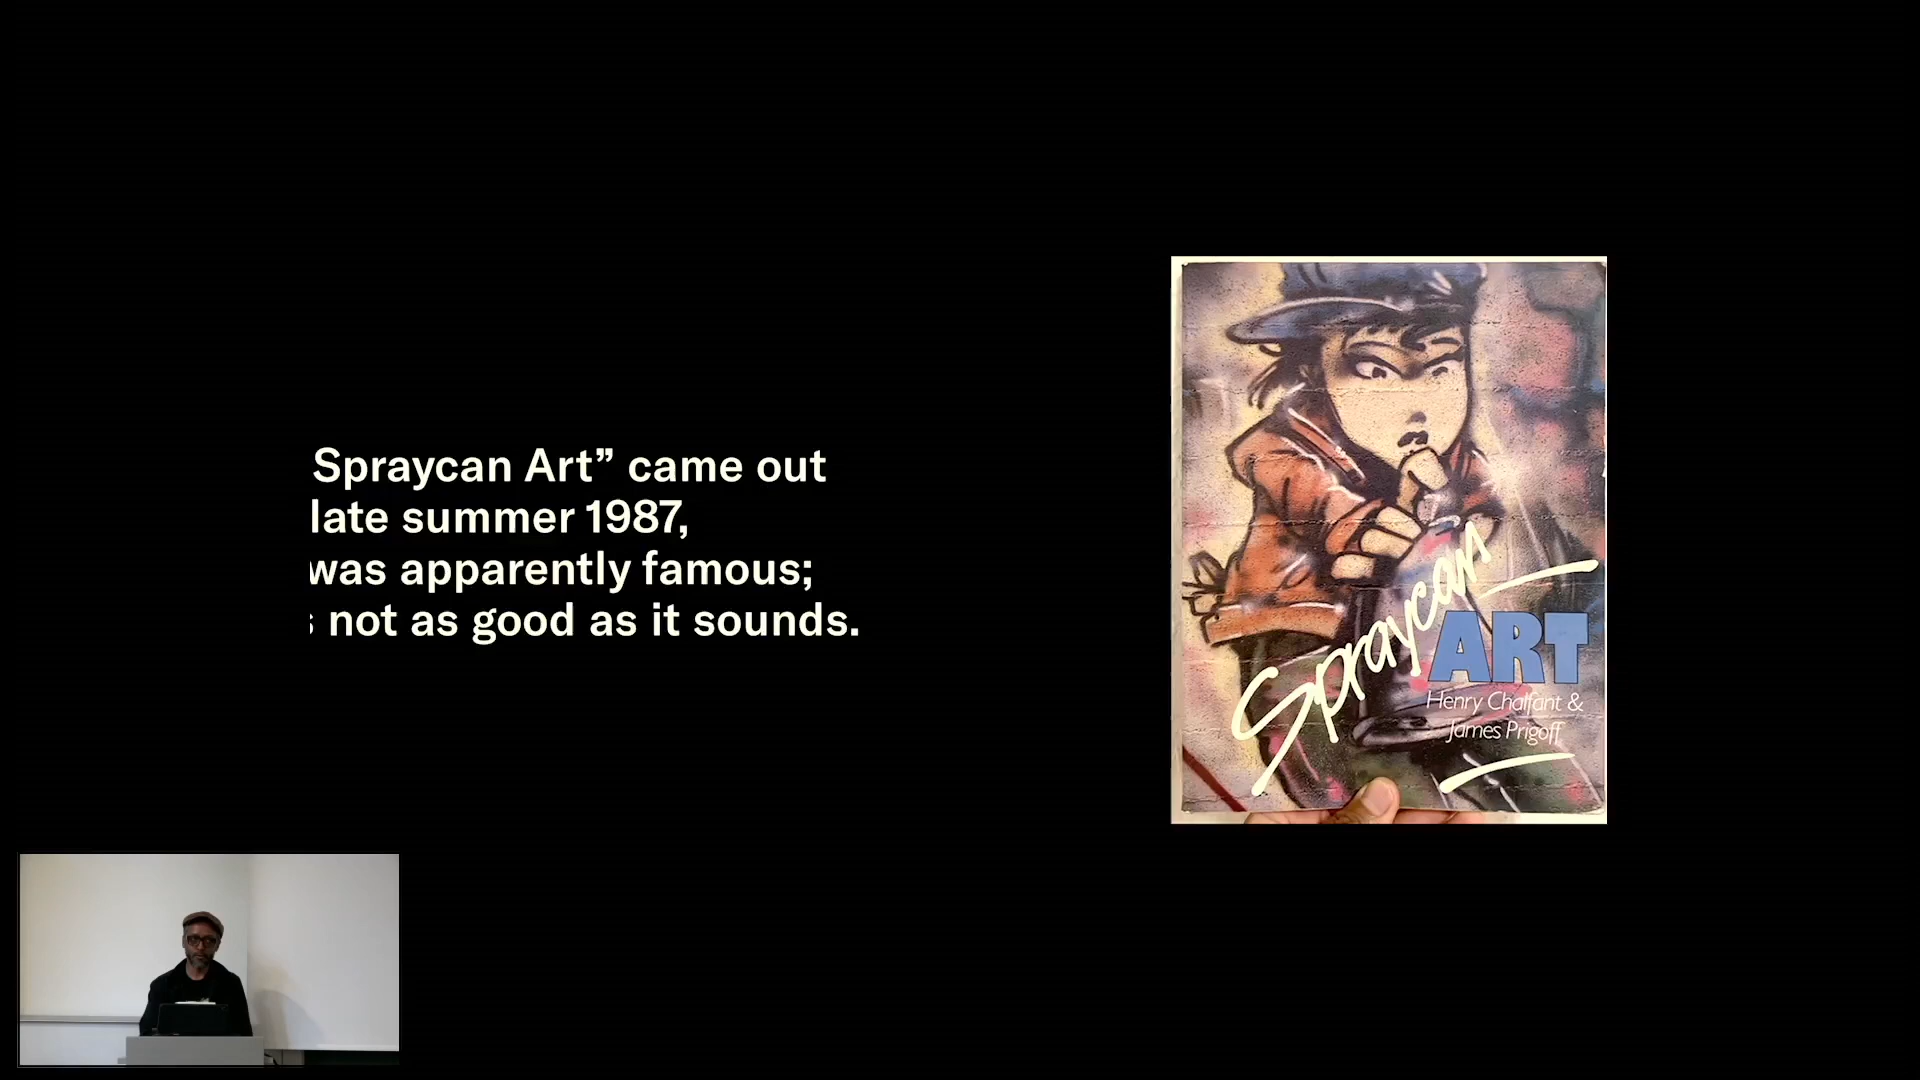 Spraycan Art” came out
late summer 1987,
was apparently famous;
not as good as it sounds.
Spraycan
ART
Henry Chalfant &
James Prigoff